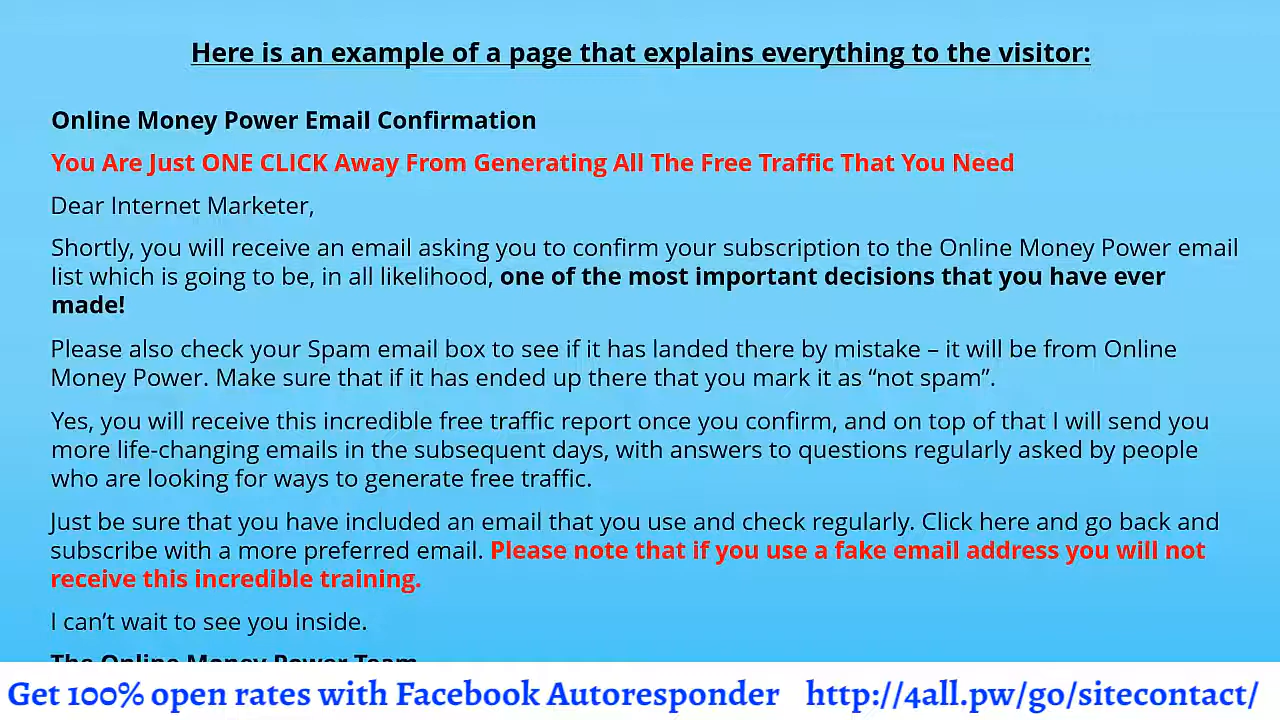 Here is an example of a page that explains everything to the visitor:
Online Money Power Email Confirmation
You Are Just ONE CLICK Away From Generating All The Free Traffic That You Need
Dear Internet Marketer,
Shortly, you will receive an email asking you to confirm your subscription to the Online Money Power email
list which is going to be, in all likelihood, one of the most important decisions that you have ever
made!
Please also check your Spam email box to see if it has landed there by mistake – it will be from Online
Money Power. Make sure that if it has ended up there that you mark it as “not spam”.
Yes, you will receive this incredible free traffic report once you confirm, and on top of that I will send you
more life-changing emails in the subsequent days, with answers to questions regularly asked by people
who are looking for ways to generate free traffic.
Just be sure that you have included an email that you use and check regularly. Click here and go back and
subscribe with a more preferred email. Please note that if you use a fake email address you will not
receive this incredible training.
I can’t wait to see you inside.
The Online Money Power Team
Get 100% open rates with Facebook Autoresponder http://4all.pw/go/sitecontact/